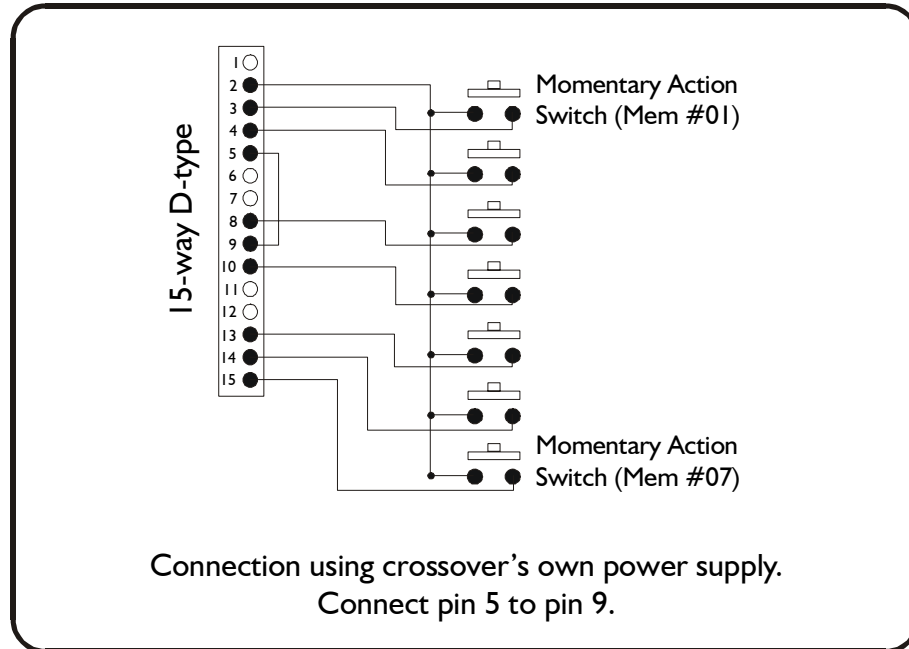 15-way D-type
1
2
3
4
5
6
7
8
9
10
11
12
13
14
15
Momentary Action
Switch (Mem #01)
Momentary Action
Switch (Mem #07)
Connection using crossover's own power supply.
Connect pin 5 to pin 9.